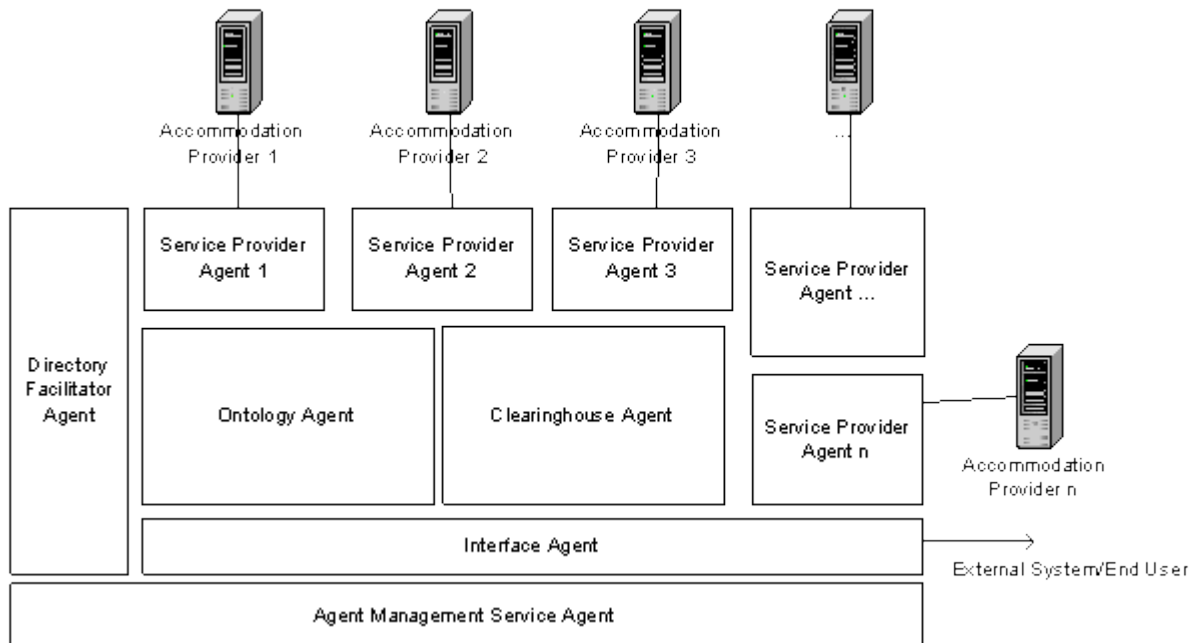 Accommodation
Provider 1
Accommodation
Provider 2
Accommodation
Provider 3
...
Service Provider
Agent 1
Service Provider
Agent 2
Service Provider
Agent 3
Service Provider
Agent ...
Directory
Facilitator
Agent
Ontology Agent
Clearinghouse Agent
Service Provider
Agent n
Accommodation
Provider n
Interface Agent
External System/End User
Agent Management Service Agent